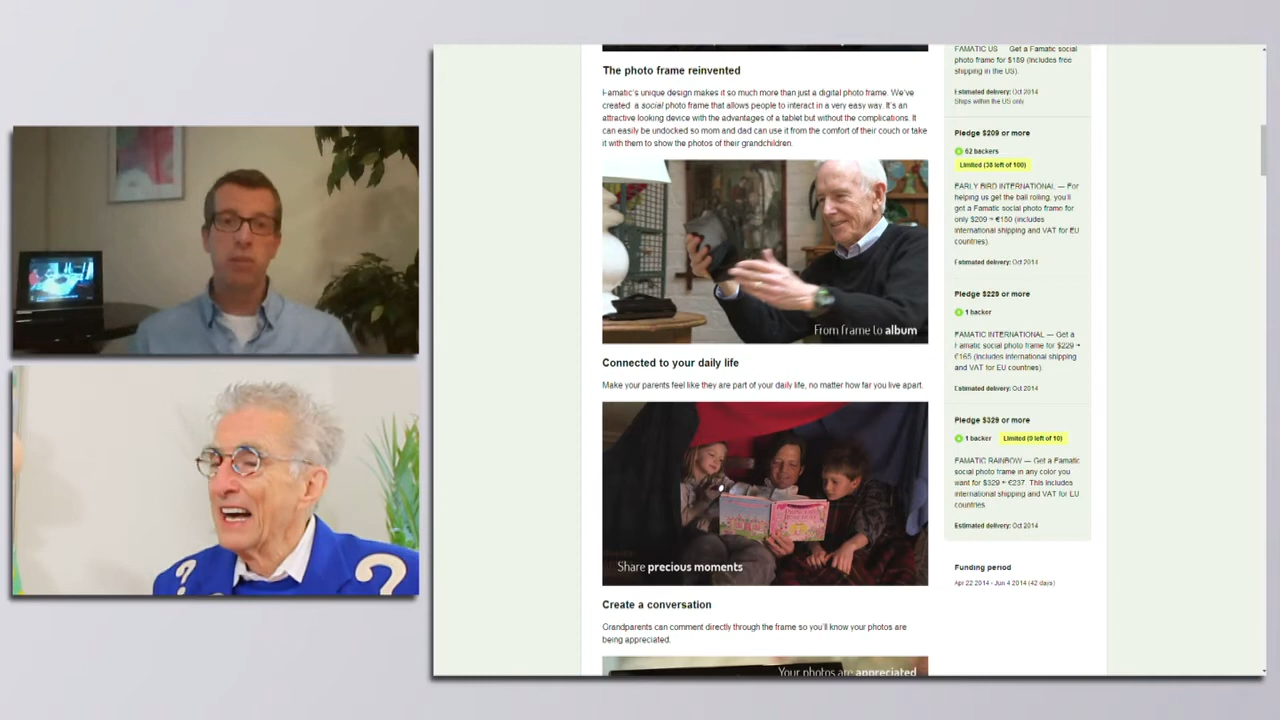 The photo frame reinvented
Famatic's unique design makes it so much more than just a digital photo frame. We've
created a social photo frame that allows people to interact in a very easy way. It's an
attractive looking device with the advantages of a tablet but without the complications. It
can easily be undocked so mom and dad can use it from the comfort of their couch or take
it with them to show the photos of their grandchildren.
From frame to album
Connected to your daily life
Make your parents feel like they are part of your daily life, no matter how far you live apart.
Share precious moments
Create a conversation
Grandparents can comment directly through the frame so you'll know your photos are
being appreciated.
Your photos are appreciated
FAMATIC US Get a Famatic social
photo frame for $189 (includes free
shipping in the US).
Estimated delivery: Oct 2014
Ships within the US only
Pledge $209 or more
62 backers
Limited (38 left of 100)
EARLY BIRD INTERNATIONAL — For
helping us get the ball rolling, you'll
get a Famatic social photo frame for
only $209 ≈ €150 (includes
international shipping and VAT for EU
countries).
Estimated delivery: Oct 2014
Pledge $229 or more
1 backer
FAMATIC INTERNATIONAL — Get a
Famatic social photo frame for $229 ≈
€165 (includes international shipping
and VAT for EU countries).
Estimated delivery: Oct 2014
Pledge $329 or more
1 backer Limited (9 left of 10)
FAMATIC RAINBOW — Get a Famatic
social photo frame in any color you
want for $329 ≈ €237. This includes
international shipping and VAT for EU
countries
Estimated delivery: Oct 2014
Funding period
Apr 22 2014 - Jun 4 2014 (42 days)
? ?